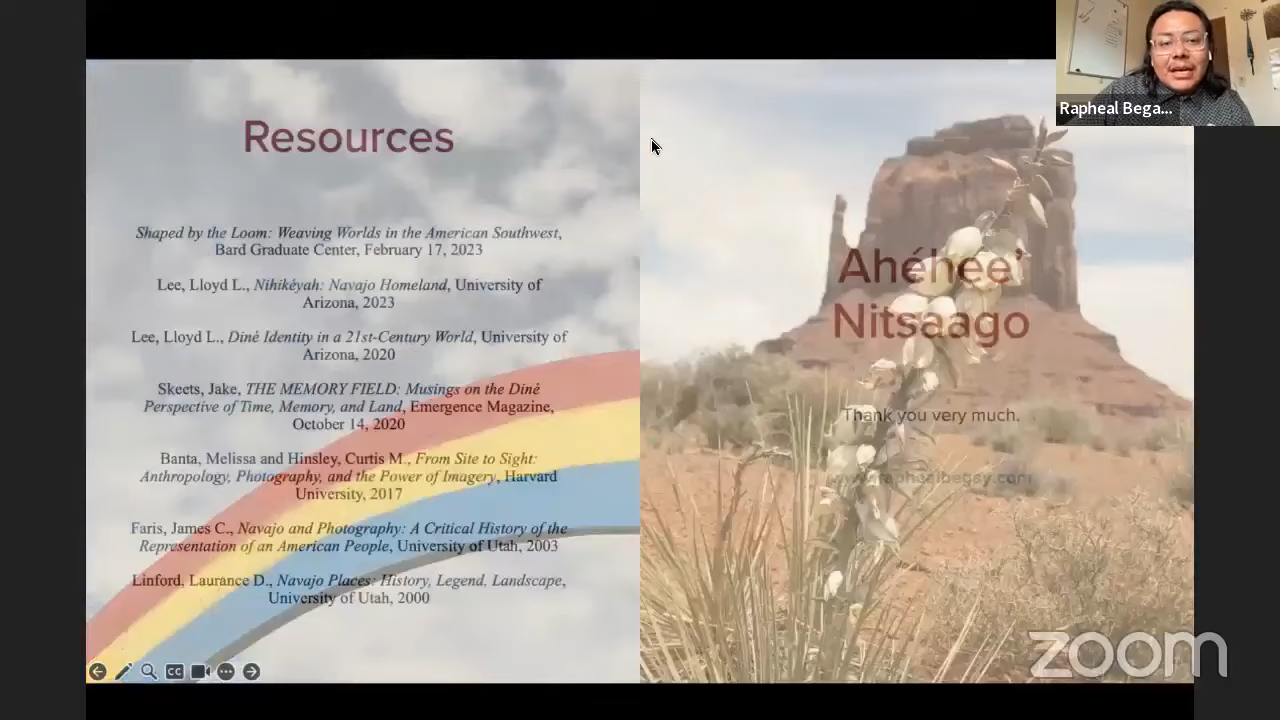 Resources
Shaped by the Loom: Weaving Worlds in the American Southwest,
Bard Graduate Center, February 17, 2023
Lee, Lloyd L., Nihikéyah: Navajo Homeland, University of
Arizona, 2023
Lee, Lloyd L., Diné Identity in a 21st-Century World, University of
Arizona, 2020
Skeets, Jake, THE MEMORY FIELD: Musings on the Diné
Perspective of Time, Memory, and Land, Emergence Magazine,
October 14, 2020
Banta, Melissa and Hinsley, Curtis M., From Site to Sight:
Anthropology, Photography, and the Power of Imagery, Harvard
University, 2017
Faris, James C., Navajo and Photography: A Critical History of the
Representation of an American People, University of Utah, 2003
Linford, Laurance D., Navajo Places: History, Legend, Landscape,
University of Utah, 2000
Ahéhee'
Nitsaago
Thank you very much.
www.raphaelbegay.com
Rapheal Bega...
CC
zoom